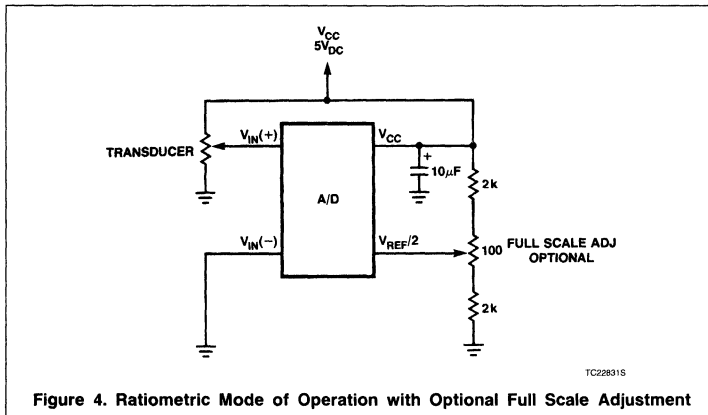 V_CC
5V_DC
TRANSDUCER
V_IN(+)
V_CC
+
10μF
2k
A/D
V_IN(−)
V_REF/2
100
FULL SCALE ADJ
OPTIONAL
2k
TC22831S
Figure 4. Ratiometric Mode of Operation with Optional Full Scale Adjustment